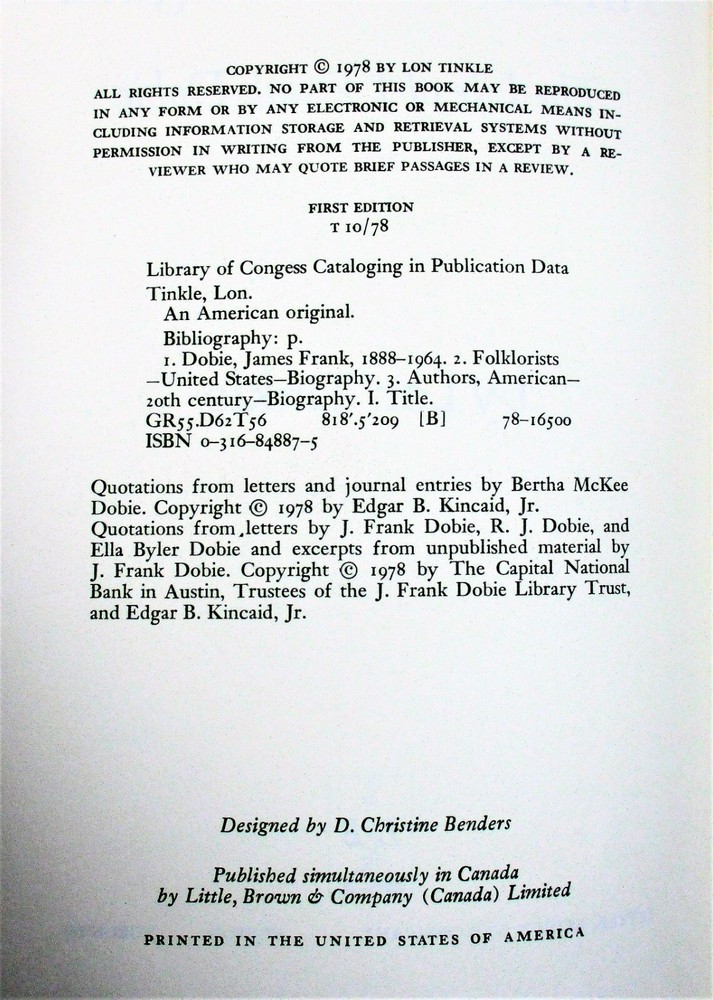 COPYRIGHT © 1978 BY LON TINKLE
ALL RIGHTS RESERVED. NO PART OF THIS BOOK MAY BE REPRODUCED
IN ANY FORM OR BY ANY ELECTRONIC OR MECHANICAL MEANS IN-
CLUDING INFORMATION STORAGE AND RETRIEVAL SYSTEMS WITHOUT
PERMISSION IN WRITING FROM THE PUBLISHER, EXCEPT BY A RE-
VIEWER WHO MAY QUOTE BRIEF PASSAGES IN A REVIEW.
FIRST EDITION
T 10/78
Library of Congess Cataloging in Publication Data
Tinkle, Lon.
An American original.
Bibliography: p.
1. Dobie, James Frank, 1888–1964. 2. Folklorists
—United States—Biography. 3. Authors, American—
20th century—Biography. I. Title.
GR55.D62T56 818'.5'209 [B] 78–16500
ISBN 0–316–84887–5
Quotations from letters and journal entries by Bertha McKee
Dobie. Copyright © 1978 by Edgar B. Kincaid, Jr.
Quotations from letters by J. Frank Dobie, R. J. Dobie, and
Ella Byler Dobie and excerpts from unpublished material by
J. Frank Dobie. Copyright © 1978 by The Capital National
Bank in Austin, Trustees of the J. Frank Dobie Library Trust,
and Edgar B. Kincaid, Jr.
Designed by D. Christine Benders
Published simultaneously in Canada
by Little, Brown & Company (Canada) Limited
PRINTED IN THE UNITED STATES OF AMERICA